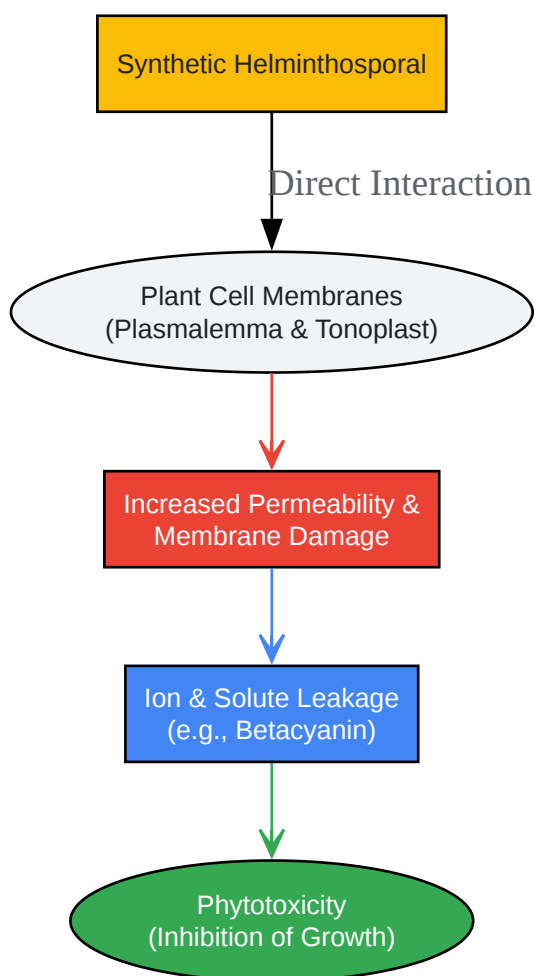 Synthetic Helminthosporal
Direct Interaction
Plant Cell Membranes
(Plasmalemma & Tonoplast)
Increased Permeability &
Membrane Damage
Ion & Solute Leakage
(e.g., Betacyanin)
Phytotoxicity
(Inhibition of Growth)